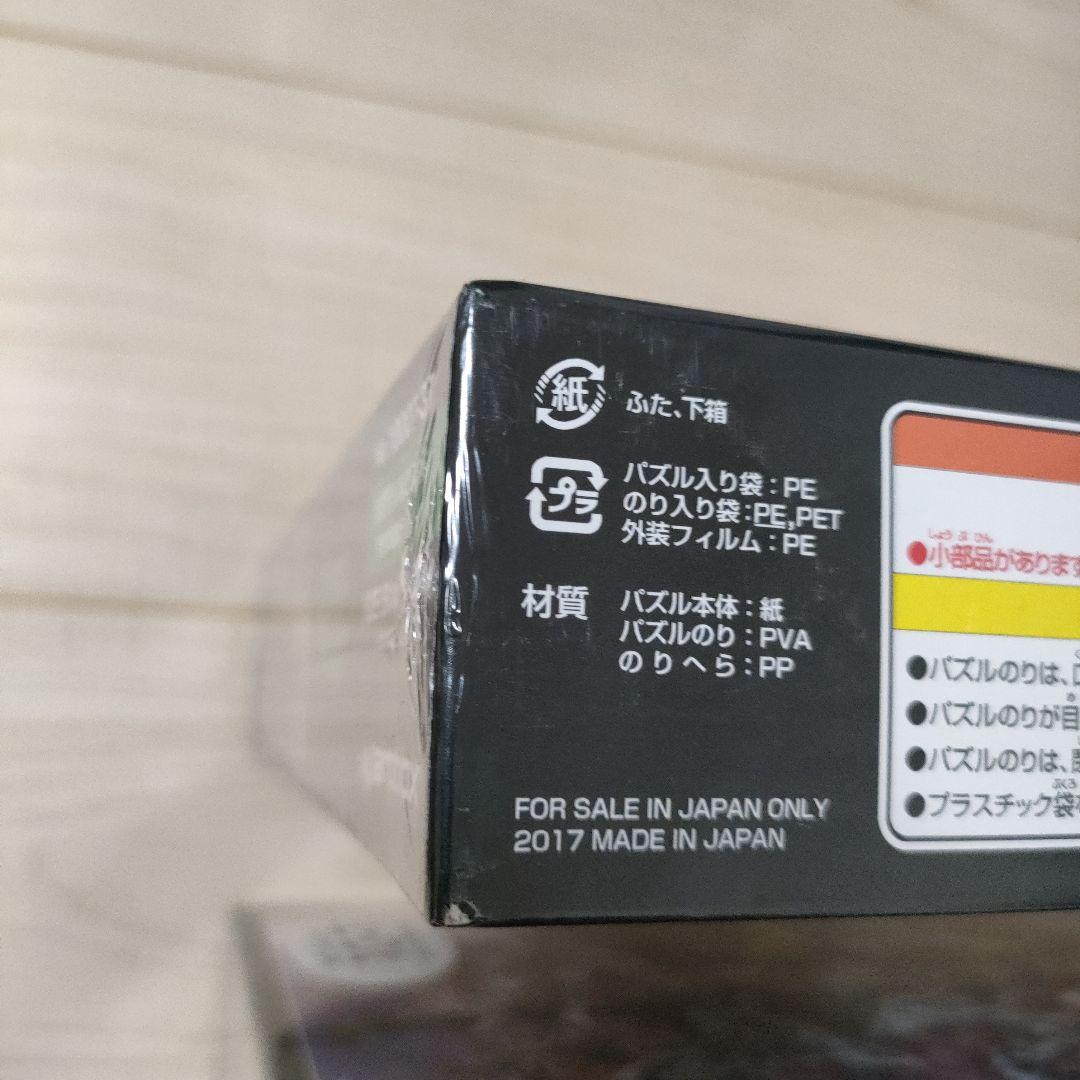 紙 ふた、下箱
プラ パズル入り袋：PE
のり入り袋：PE,PET
外装フィルム：PE
材質 パズル本体：紙
パズルのり：PVA
のりへら：PP
FOR SALE IN JAPAN ONLY
2017 MADE IN JAPAN
しょう ぶ ひん
●小部品があります
●パズルのりは、口
●パズルのりが目
●パズルのりは、
●プラスチック袋